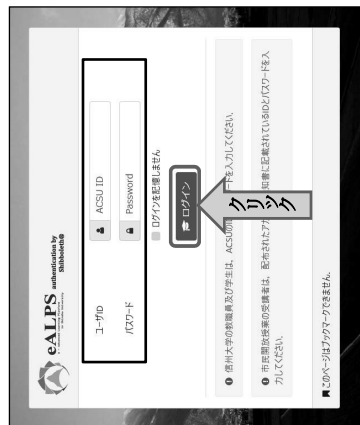 eALPS authentication by
Shibboleth®
ユーザID
ACSU ID
パスワード
Password
ログインを記憶しません
ログイン
クリック
信州大学の教職員及び学生は、ACSUのID
ードを入力してください。
市民開放授業の受講者は、配布されたアカ
知書に記載されているIDとパスワードを入
力してください。
このページはブックマークできません。